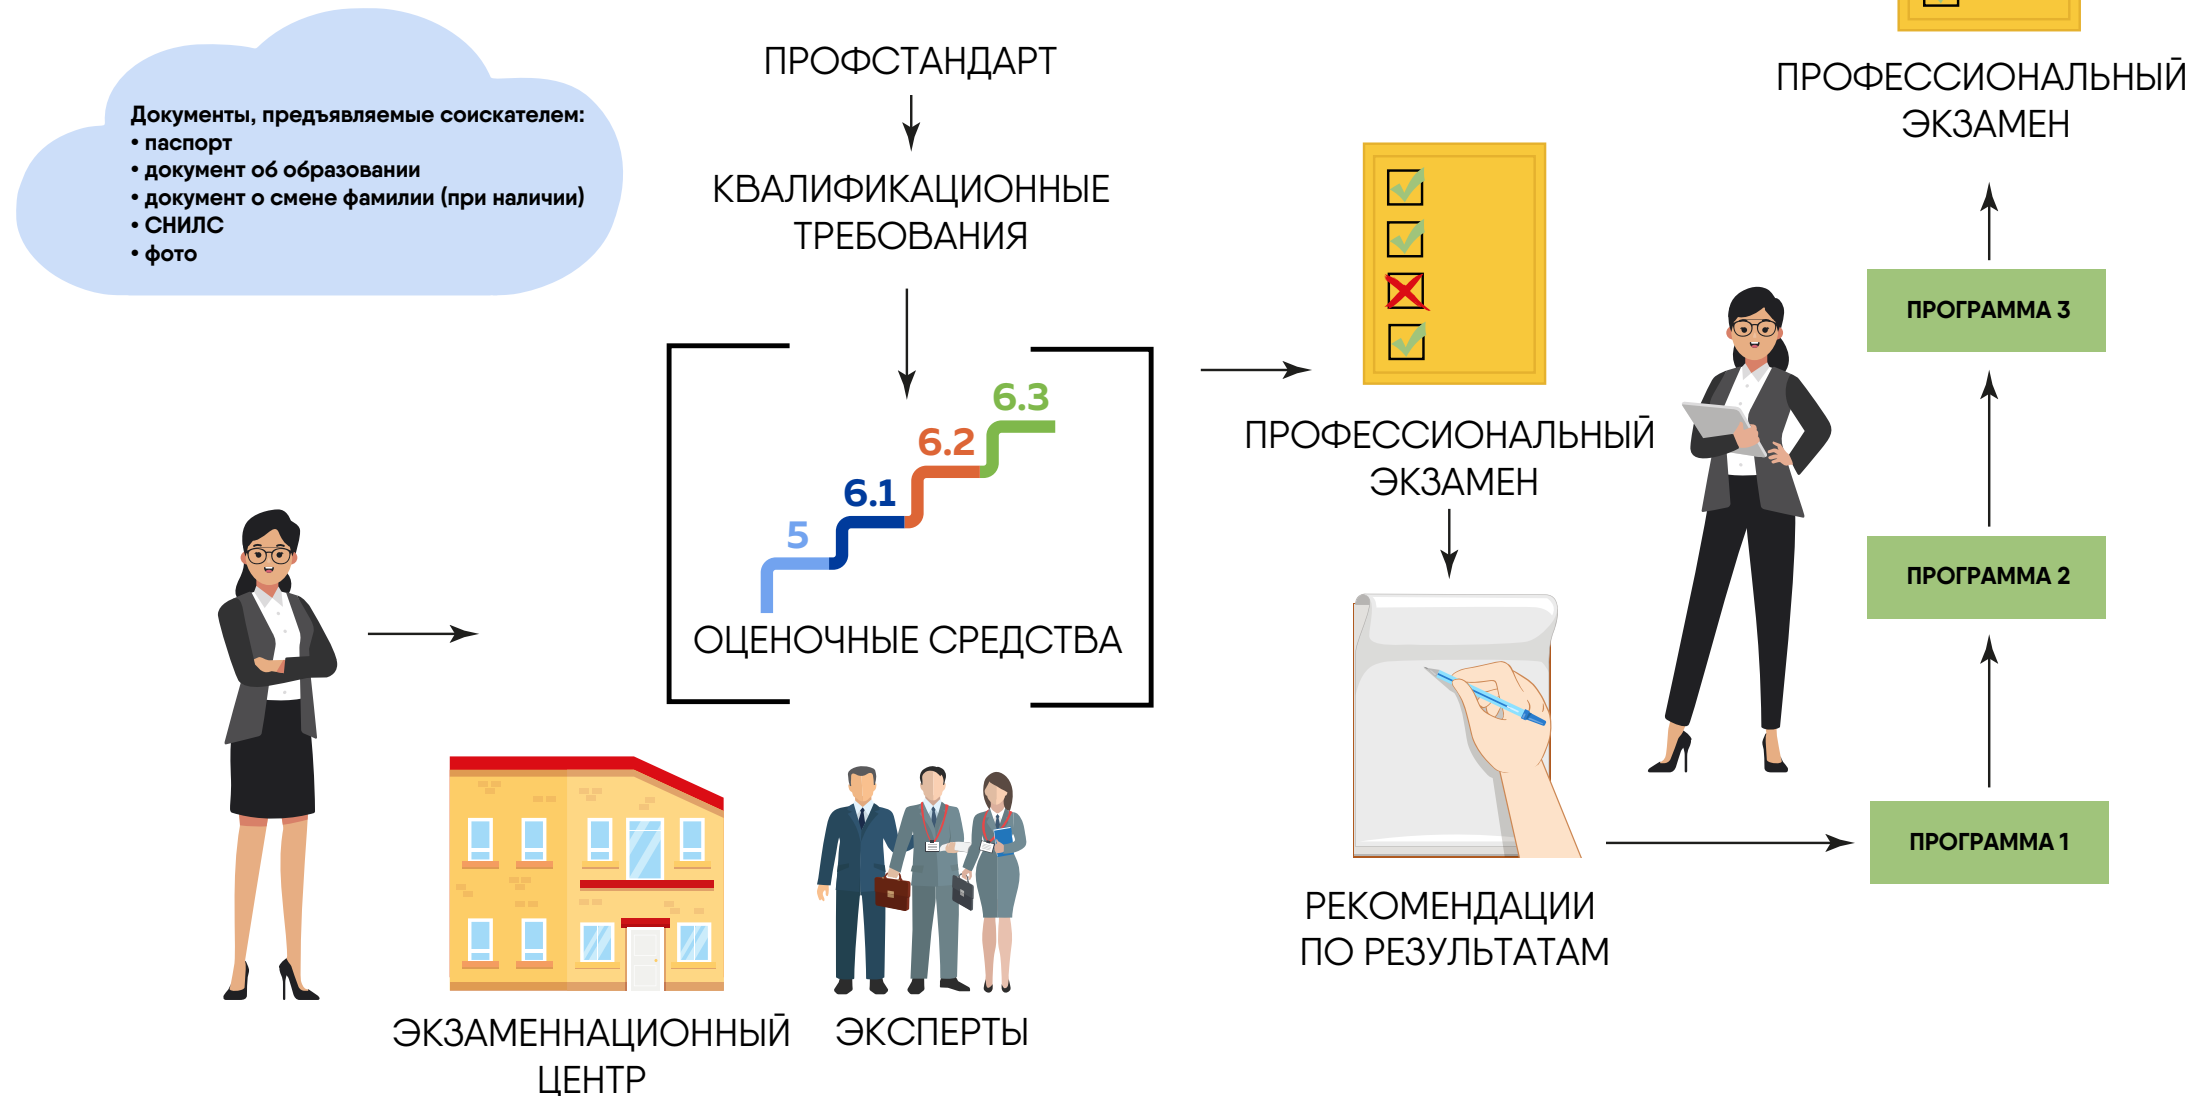 Документы, предъявляемые соискателем:
• паспорт
• документ об образовании
• документ о смене фамилии (при наличии)
• СНИЛС
• фото
ПРОФСТАНДАРТ
КВАЛИФИКАЦИОННЫЕ
ТРЕБОВАНИЯ
6.3
6.2
6.1
5
ОЦЕНОЧНЫЕ СРЕДСТВА
ЭКЗАМЕННАЦИОННЫЙ
ЦЕНТР
ЭКСПЕРТЫ
ПРОФЕССИОНАЛЬНЫЙ
ЭКЗАМЕН
РЕКОМЕНДАЦИИ
ПО РЕЗУЛЬТАТАМ
ПРОФЕССИОНАЛЬНЫЙ
ЭКЗАМЕН
ПРОГРАММА 3
ПРОГРАММА 2
ПРОГРАММА 1